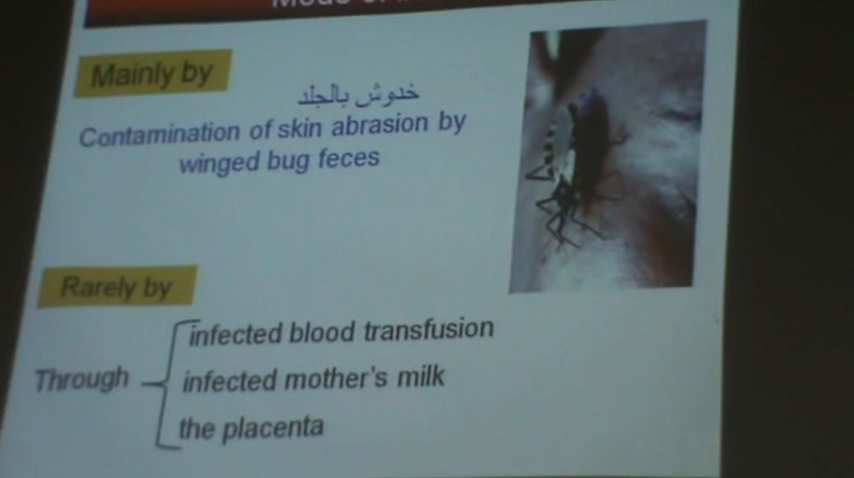 Mainly by
خدوش بالجلد
Contamination of skin abrasion by
winged bug feces
Rarely by
Through
infected blood transfusion
infected mother's milk
the placenta